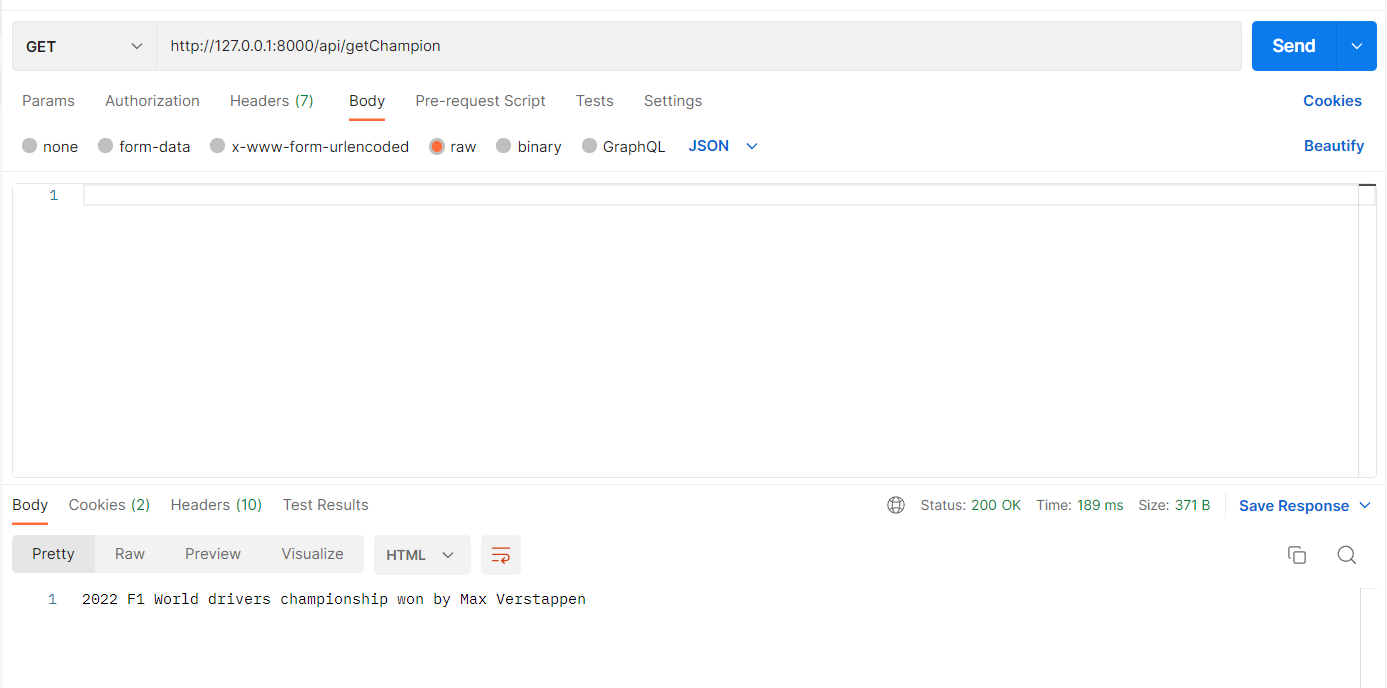 GET http://127.0.0.1:8000/api/getChampion Send
Params Authorization Headers (7) Body Pre-request Script Tests Settings Cookies
none form-data x-www-form-urlencoded raw binary GraphQL JSON Beautify
1
Body Cookies (2) Headers (10) Test Results Status: 200 OK Time: 189 ms Size: 371 B Save Response
Pretty Raw Preview Visualize HTML
1 2022 F1 World drivers championship won by Max Verstappen